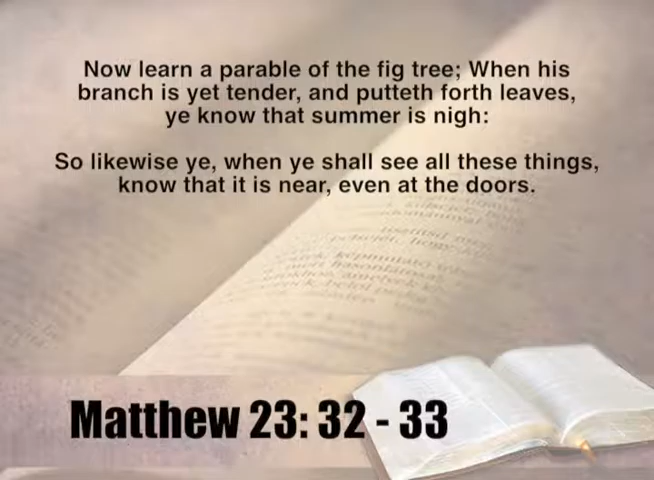 Now learn a parable of the fig tree; When his
branch is yet tender, and putteth forth leaves,
ye know that summer is nigh:
So likewise ye, when ye shall see all these things,
know that it is near, even at the doors.
Matthew 23: 32 - 33